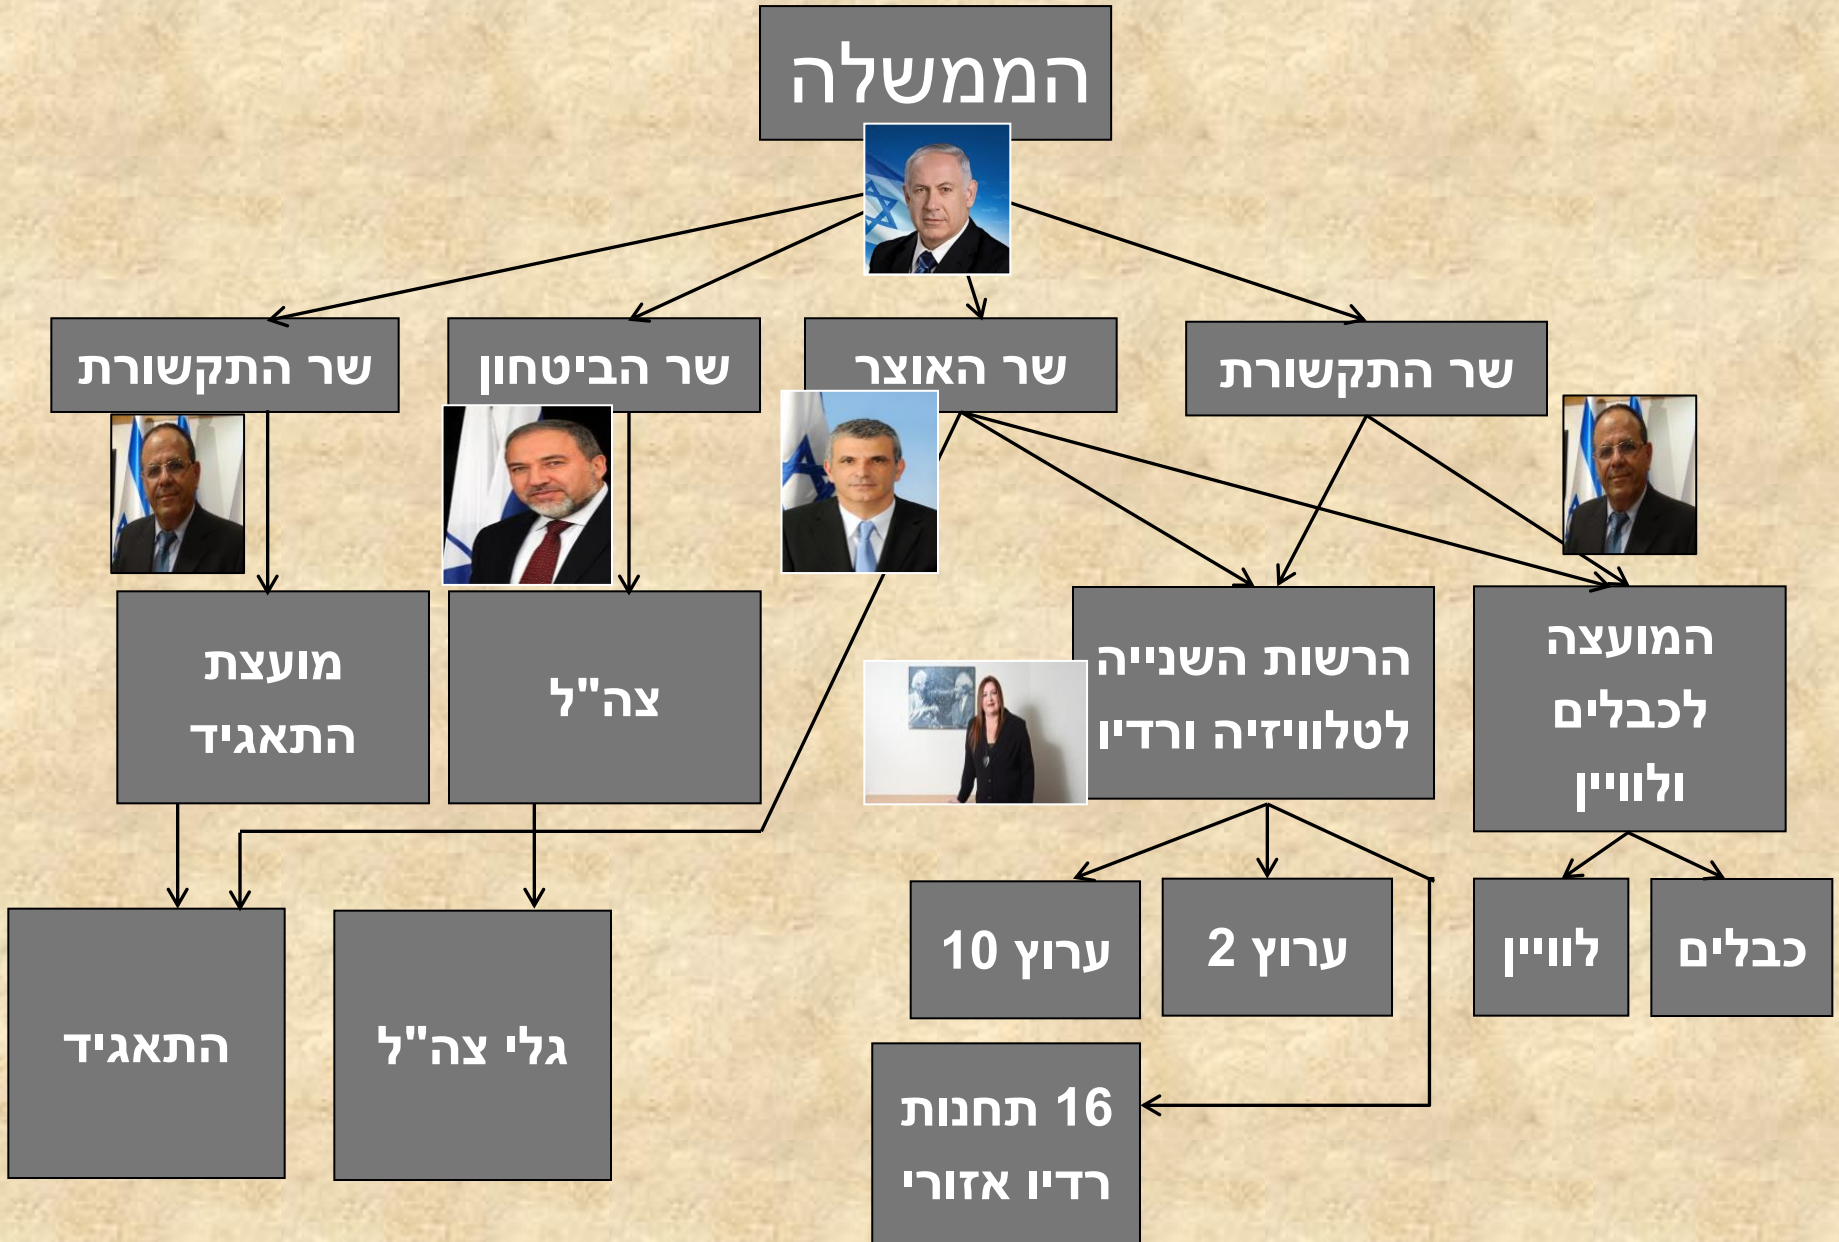 הממשלה
שר התקשורת
שר האוצר
שר הביטחון
שר התקשורת
המועצה
לכבלים
ולוויין
הרשות השנייה
לטלוויזיה ורדיו
צה"ל
מועצת
התאגיד
כבלים
לוויין
ערוץ 2
ערוץ 10
גלי צה"ל
התאגיד
16 תחנות
רדיו אזורי